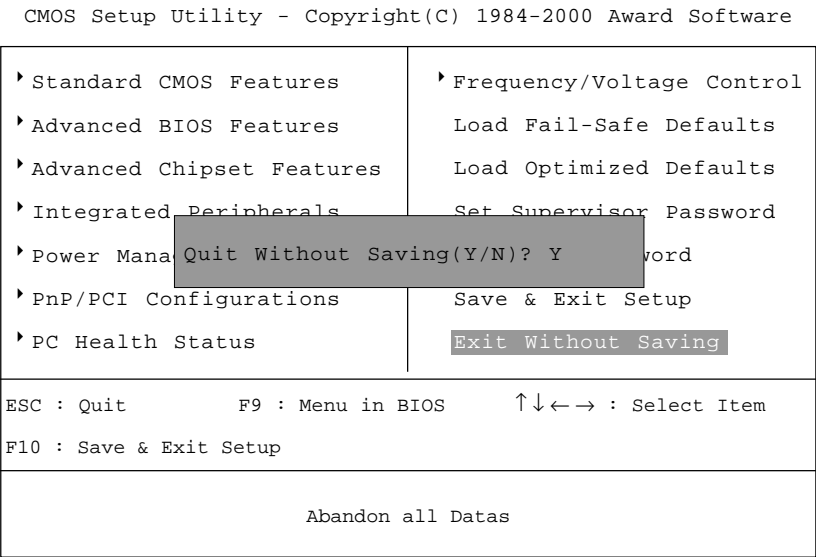 CMOS Setup Utility - Copyright(C) 1984-2000 Award Software
Standard CMOS Features
Advanced BIOS Features
Advanced Chipset Features
Integrated Peripherals
Power Mana
PnP/PCI Configurations
PC Health Status
Frequency/Voltage Control
Load Fail-Safe Defaults
Load Optimized Defaults
Set Supervisor Password
word
Save & Exit Setup
Exit Without Saving
Quit Without Saving(Y/N)? Y
ESC : Quit F9 : Menu in BIOS ↑↓←→ : Select Item
F10 : Save & Exit Setup
Abandon all Datas